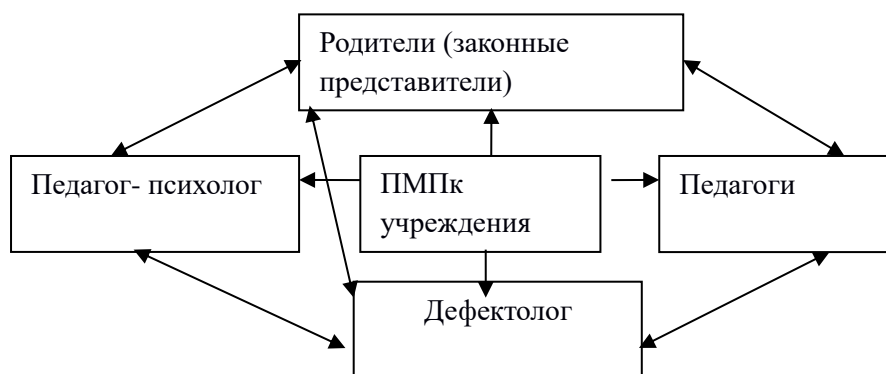 Родители (законные
представители)
Педагог- психолог
ПМПк
учреждения
Педагоги
Дефектолог